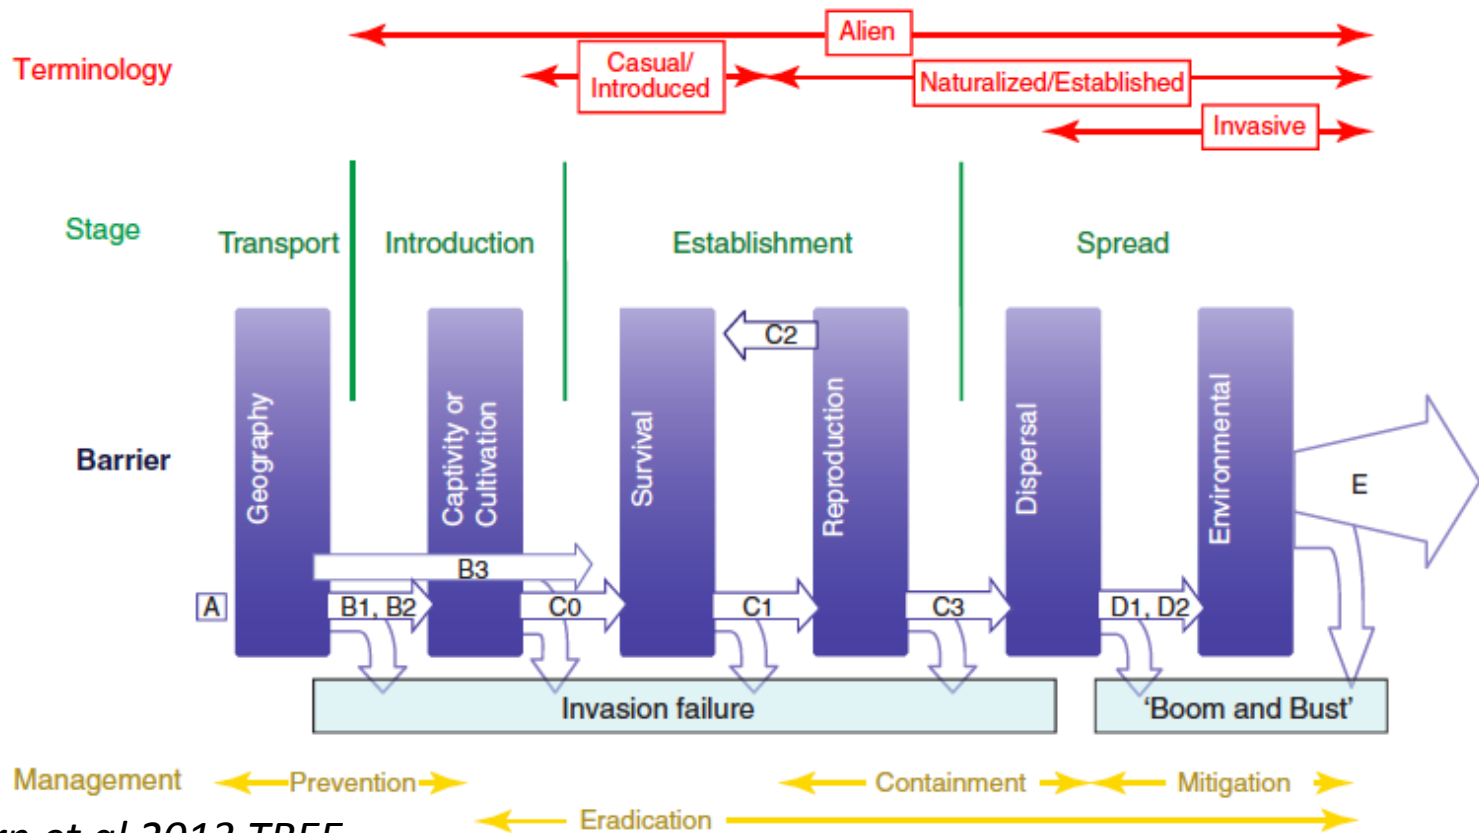 Alien
Terminology
Casual/
Introduced
Naturalized/Established
Invasive
Stage
Transport
Introduction
Establishment
Spread
Barrier
Geography
Captivity or
Cultivation
Survival
Reproduction
Dispersal
Environmental
C2
E
B3
A
B1, B2
C0
C1
C3
D1, D2
Invasion failure
'Boom and Bust'
Management
Prevention
Containment
Mitigation
Eradication